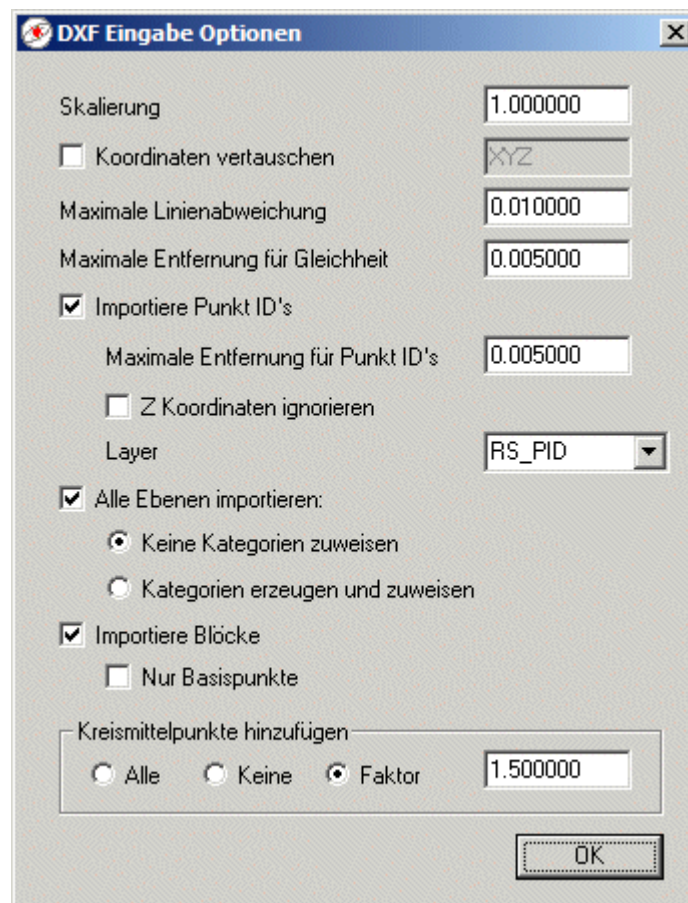 DXF Eingabe Optionen
Skalierung 1.000000
Koordinaten vertauschen XYZ
Maximale Linienabweichung 0.010000
Maximale Entfernung für Gleichheit 0.005000
Importiere Punkt ID's
Maximale Entfernung für Punkt ID's 0.005000
Z Koordinaten ignorieren
Layer RS_PID
Alle Ebenen importieren:
Keine Kategorien zuweisen
Kategorien erzeugen und zuweisen
Importiere Blöcke
Nur Basispunkte
Kreismittelpunkte hinzufügen
Alle Keine Faktor 1.500000
OK